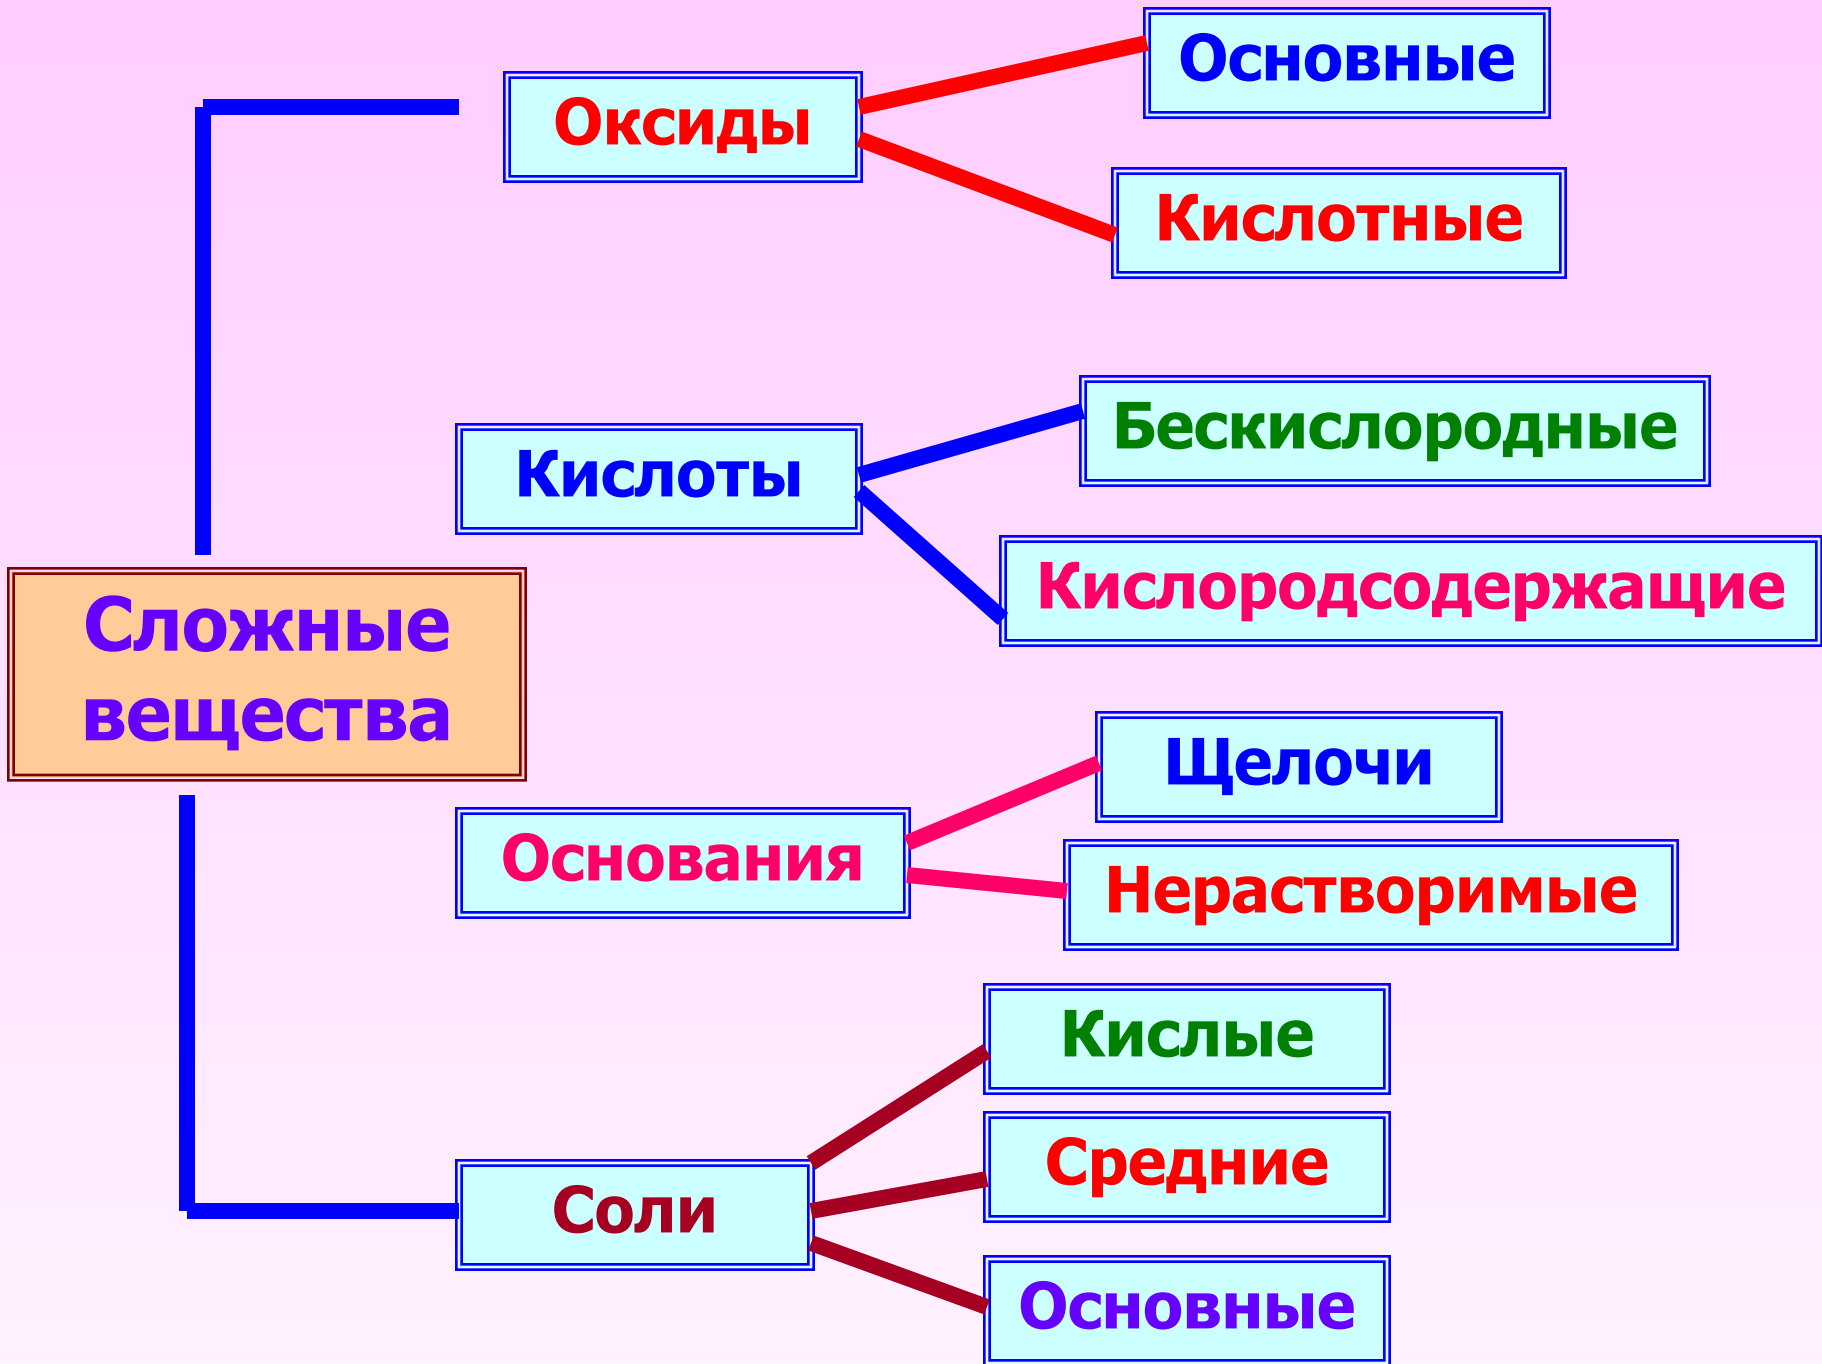 Основные
Оксиды
Кислотные
Бескислородные
Кислоты
Кислородсодержащие
Сложные
вещества
Щелочи
Основания
Нерастворимые
Кислые
Средние
Соли
Основные